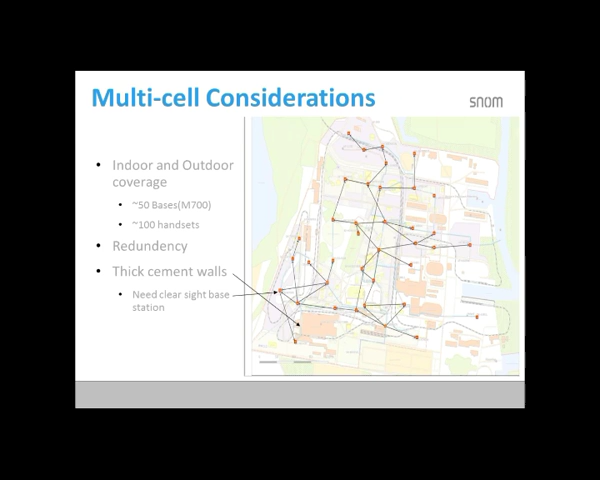 Multi-cell Considerations
snom
Indoor and Outdoor
coverage
~50 Bases(M700)
~100 handsets
Redundency
Thick cement walls
Need clear sight base
station